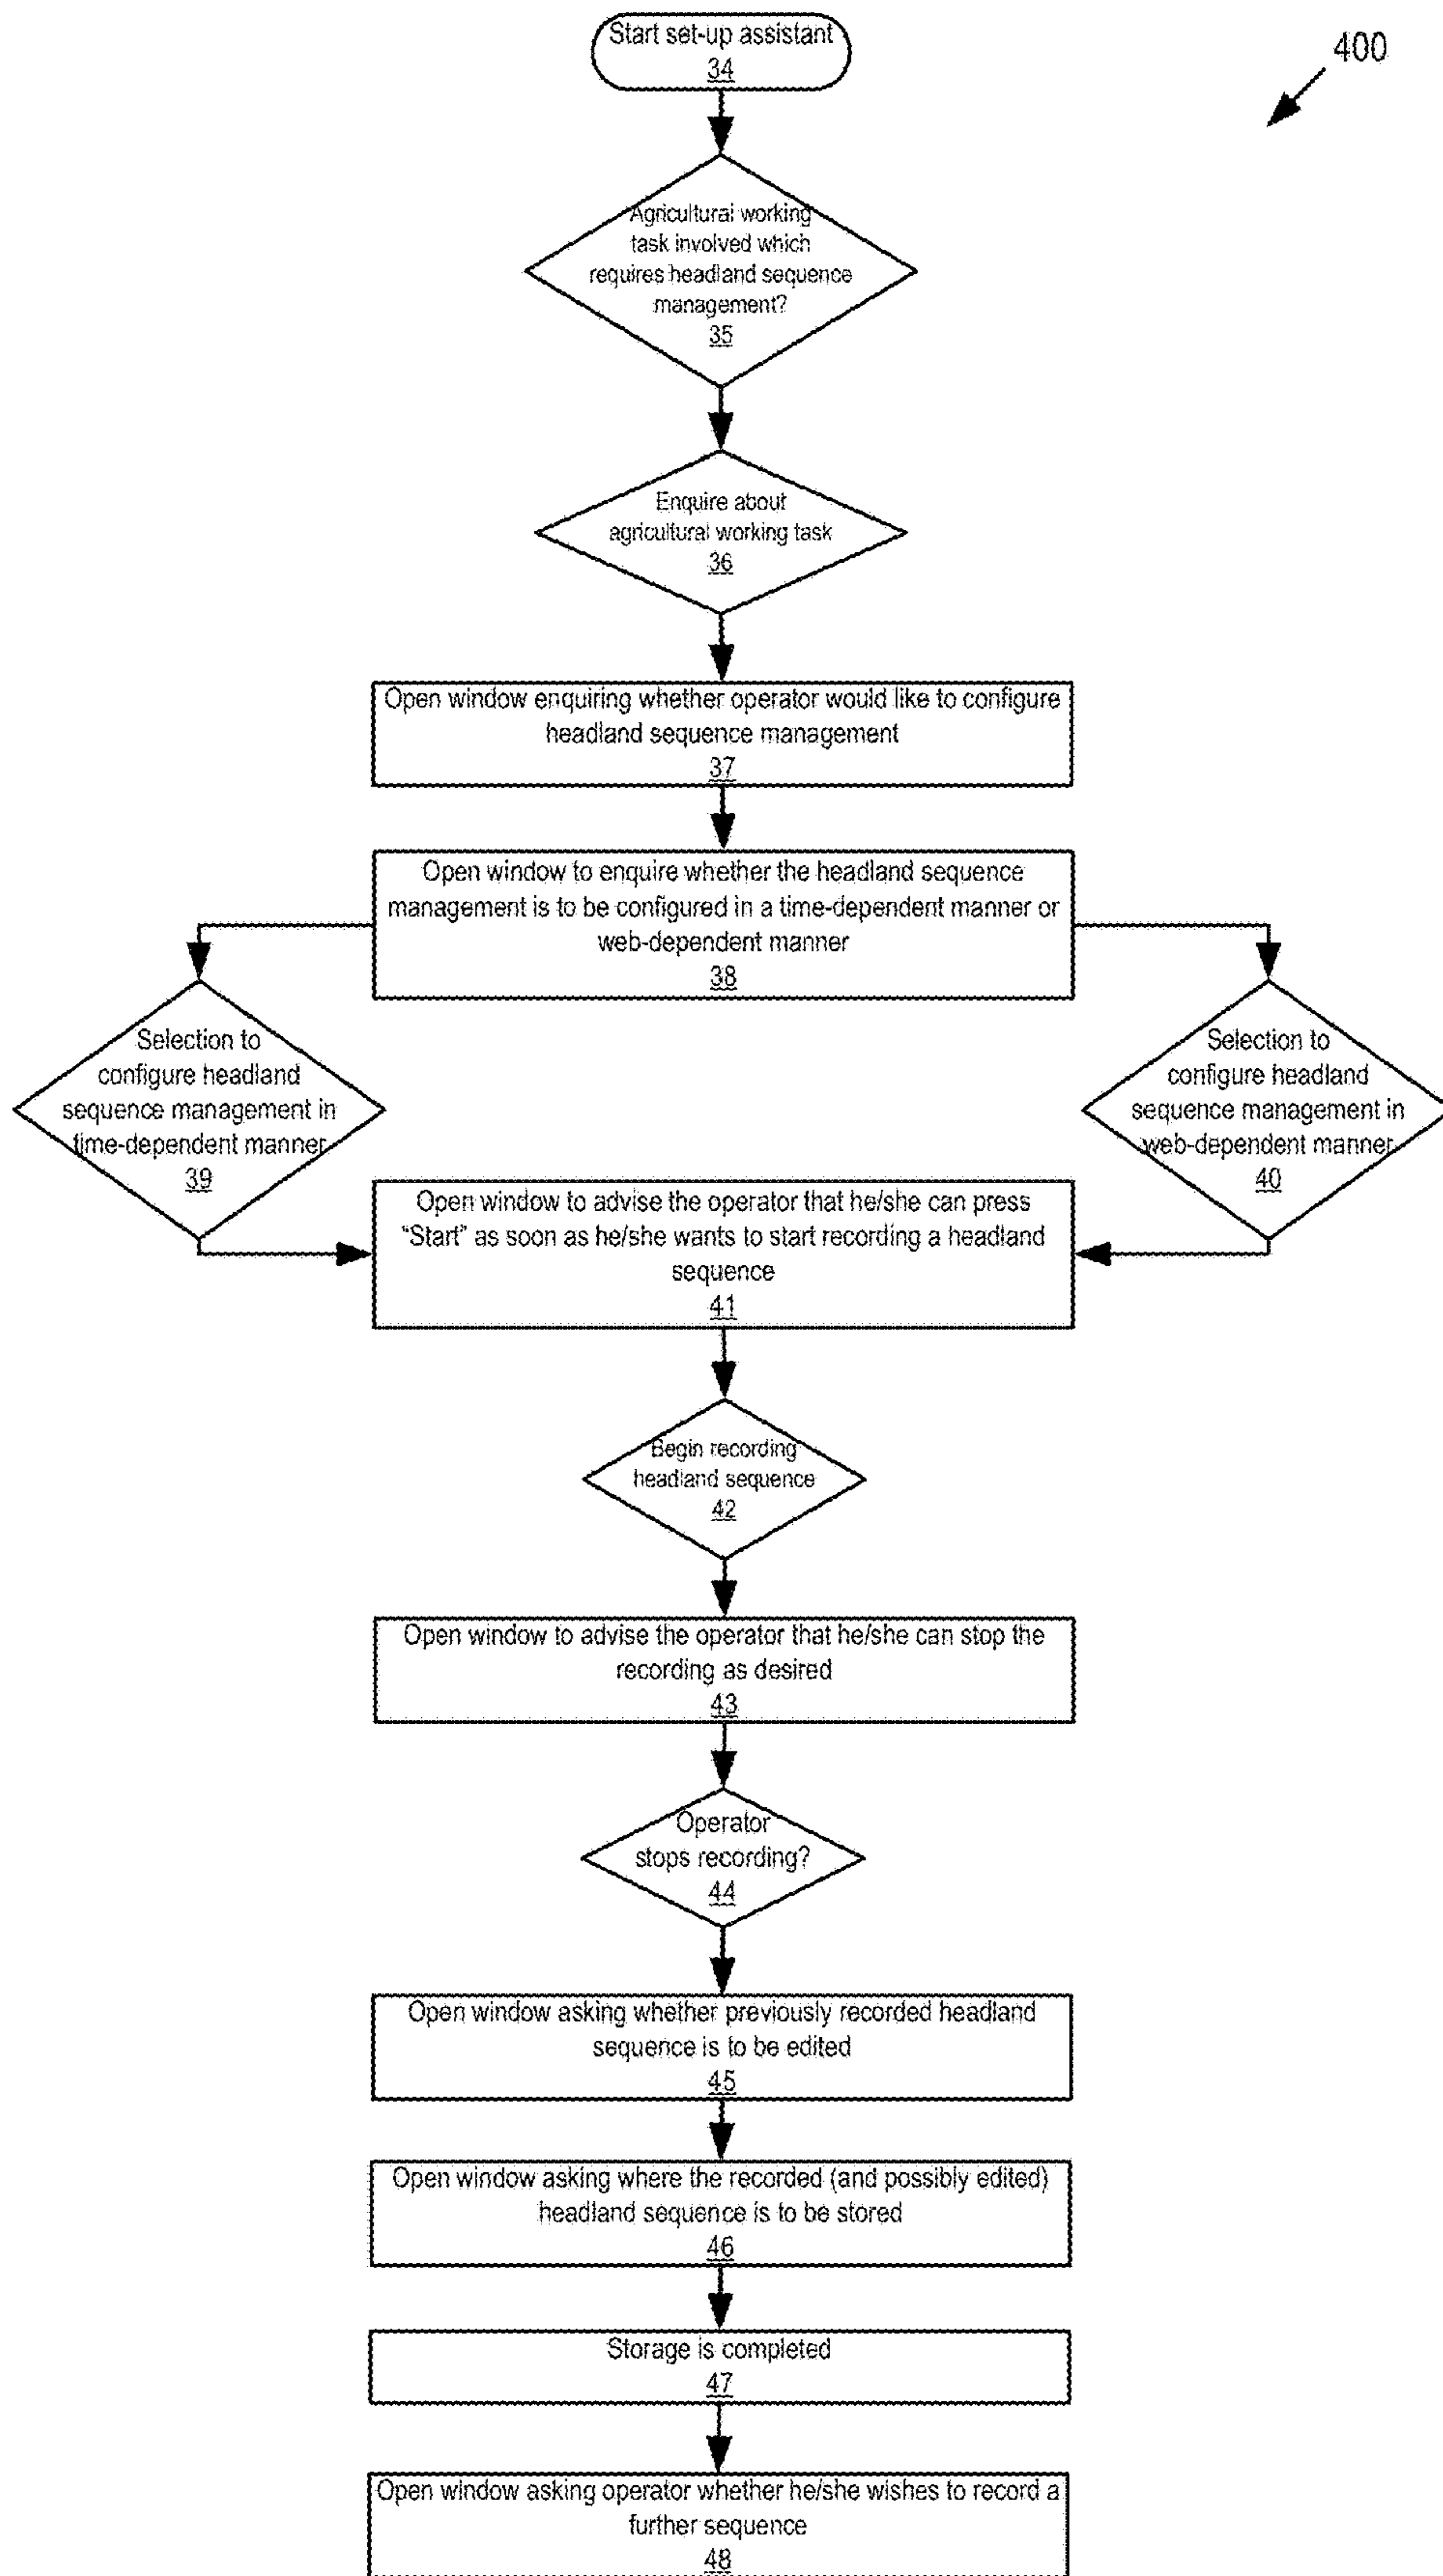 Start set-up assistant
34
400
Agricultural working
task involved which
requires headland sequence
management?
35
Enquire about
agricultural working task
36
Open window enquiring whether operator would like to configure
headland sequence management
37
Open window to enquire whether the headland sequence
management is to be configured in a time-dependent manner or
web-dependent manner
38
Selection to
configure headland
sequence management in
time-dependent manner
39
Selection to
configure headland
sequence management in
web-dependent manner
40
Open window to advise the operator that he/she can press
“Start” as soon as he/she wants to start recording a headland
sequence
41
Begin recording
headland sequence
42
Open window to advise the operator that he/she can stop the
recording as desired
43
Operator
stops recording?
44
Open window asking whether previously recorded headland
sequence is to be edited
45
Open window asking where the recorded (and possibly edited)
headland sequence is to be stored
46
Storage is completed
47
Open window asking operator whether he/she wishes to record a
further sequence
48